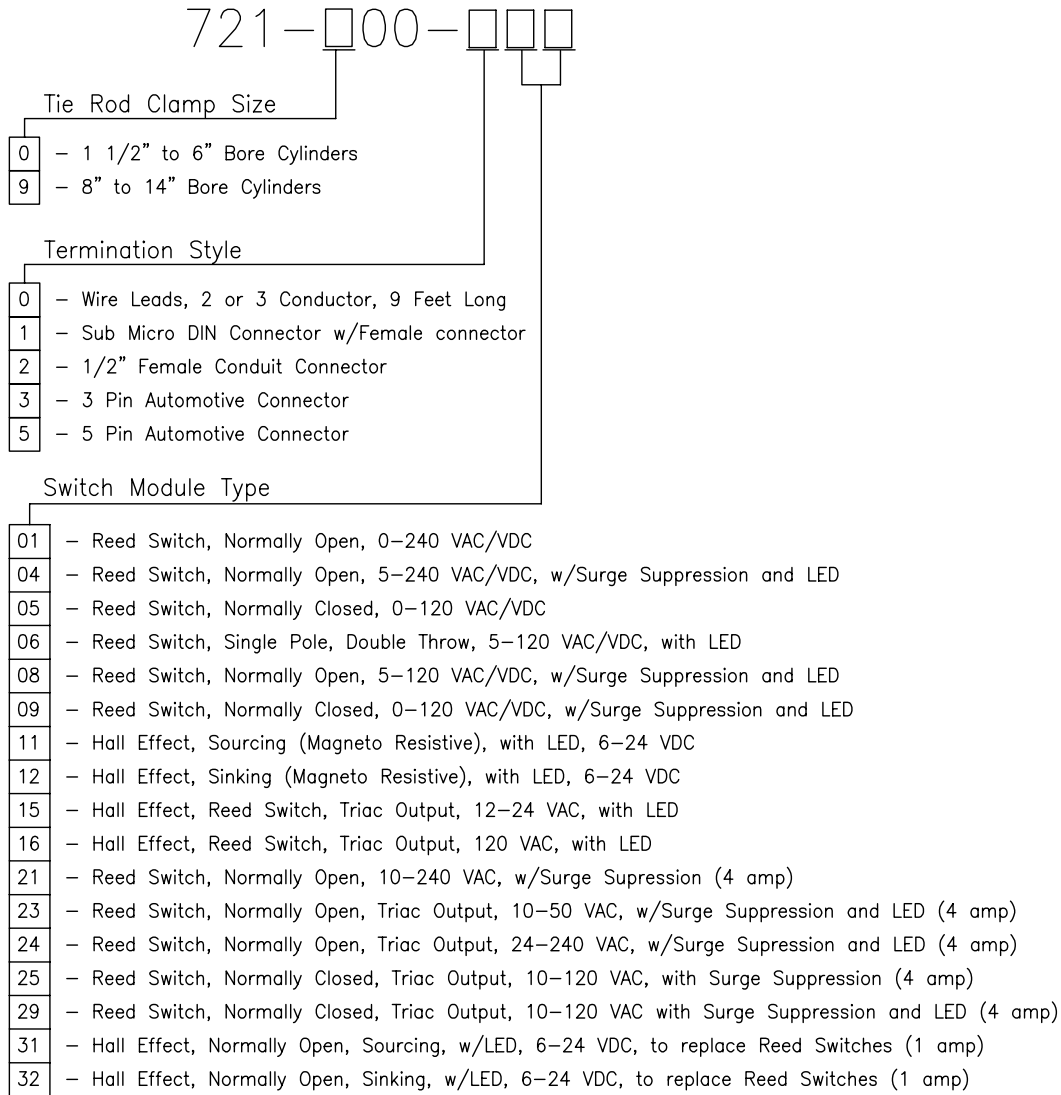 721-□00-□□□
Tie Rod Clamp Size
0 – 1 1/2” to 6” Bore Cylinders
9 – 8” to 14” Bore Cylinders
Termination Style
0 – Wire Leads, 2 or 3 Conductor, 9 Feet Long
1 – Sub Micro DIN Connector w/Female connector
2 – 1/2” Female Conduit Connector
3 – 3 Pin Automotive Connector
5 – 5 Pin Automotive Connector
Switch Module Type
01 – Reed Switch, Normally Open, 0–240 VAC/VDC
04 – Reed Switch, Normally Open, 5–240 VAC/VDC, w/Surge Suppression and LED
05 – Reed Switch, Normally Closed, 0–120 VAC/VDC
06 – Reed Switch, Single Pole, Double Throw, 5–120 VAC/VDC, with LED
08 – Reed Switch, Normally Open, 5–120 VAC/VDC, w/Surge Suppression and LED
09 – Reed Switch, Normally Closed, 0–120 VAC/VDC, w/Surge Suppression and LED
11 – Hall Effect, Sourcing (Magneto Resistive), with LED, 6–24 VDC
12 – Hall Effect, Sinking (Magneto Resistive), with LED, 6–24 VDC
15 – Hall Effect, Reed Switch, Triac Output, 12–24 VAC, with LED
16 – Hall Effect, Reed Switch, Triac Output, 120 VAC, with LED
21 – Reed Switch, Normally Open, 10–240 VAC, w/Surge Supression (4 amp)
23 – Reed Switch, Normally Open, Triac Output, 10–50 VAC, w/Surge Suppression and LED (4 amp)
24 – Reed Switch, Normally Open, Triac Output, 24–240 VAC, w/Surge Supression and LED (4 amp)
25 – Reed Switch, Normally Closed, Triac Output, 10–120 VAC, with Surge Suppression (4 amp)
29 – Reed Switch, Normally Closed, Triac Output, 10–120 VAC with Surge Suppression and LED (4 amp)
31 – Hall Effect, Normally Open, Sourcing, w/LED, 6–24 VDC, to replace Reed Switches (1 amp)
32 – Hall Effect, Normally Open, Sinking, w/LED, 6–24 VDC, to replace Reed Switches (1 amp)